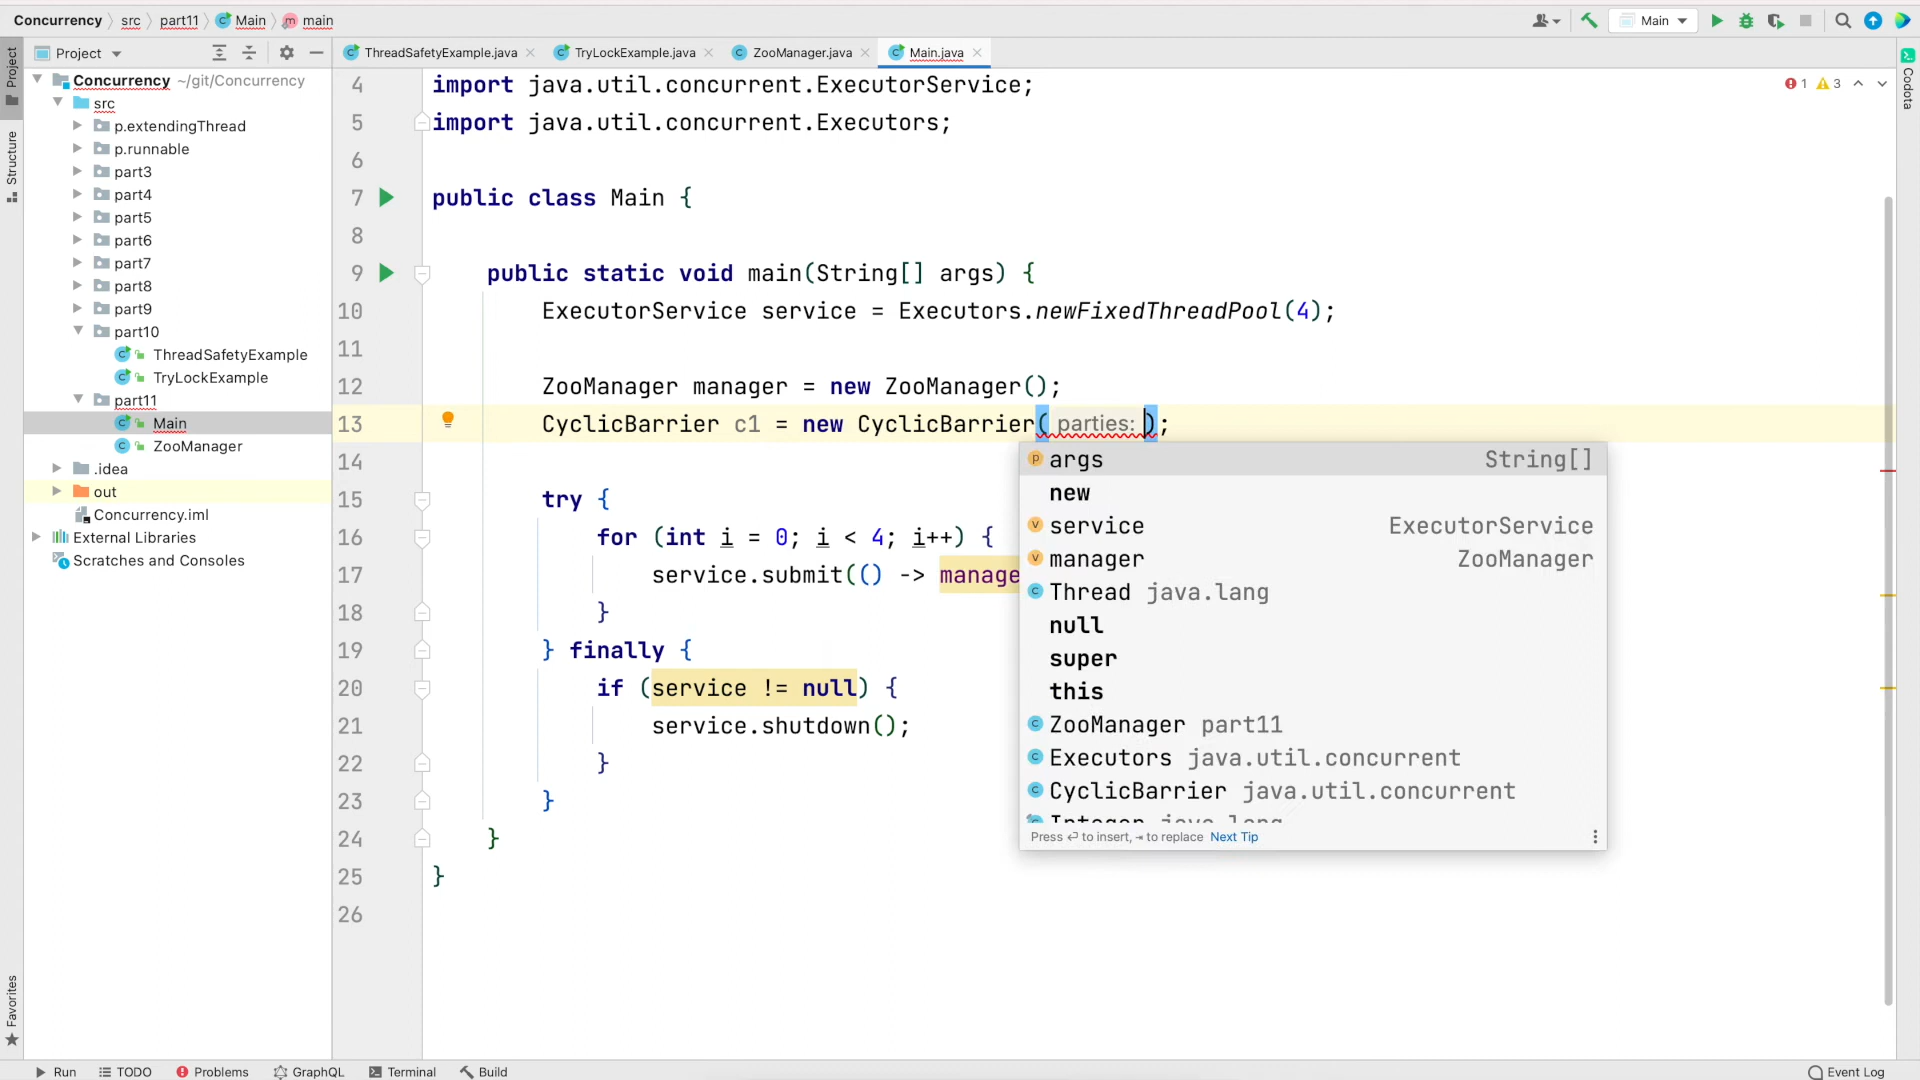 Concurrency src part11 Main main
Main
Project
ThreadSafetyExample.java
TryLockExample.java
ZooManager.java
Main.java
Project
Structure
Favorites
Codota
Concurrency ~/git/Concurrency
src
p.extendingThread
p.runnable
part3
part4
part5
part6
part7
part8
part9
part10
ThreadSafetyExample
TryLockExample
part11
Main
ZooManager
.idea
out
Concurrency.iml
External Libraries
Scratches and Consoles
1 3
4 import java.util.concurrent.ExecutorService;
5 import java.util.concurrent.Executors;
6
7 public class Main {
8
9 public static void main(String[] args) {
10 ExecutorService service = Executors.newFixedThreadPool(4);
11
12 ZooManager manager = new ZooManager();
13 CyclicBarrier c1 = new CyclicBarrier( parties: );
14
15 try {
16 for (int i = 0; i < 4; i++) {
17 service.submit(() -> manage
18 }
19 } finally {
20 if (service != null) {
21 service.shutdown();
22 }
23 }
24 }
25 }
26
args String[]
new
service ExecutorService
manager ZooManager
Thread java.lang
null
super
this
ZooManager part11
Executors java.util.concurrent
CyclicBarrier java.util.concurrent
Integer java.lang
Press ↩ to insert, ⇥ to replace Next Tip
Run TODO Problems GraphQL Terminal Build Event Log